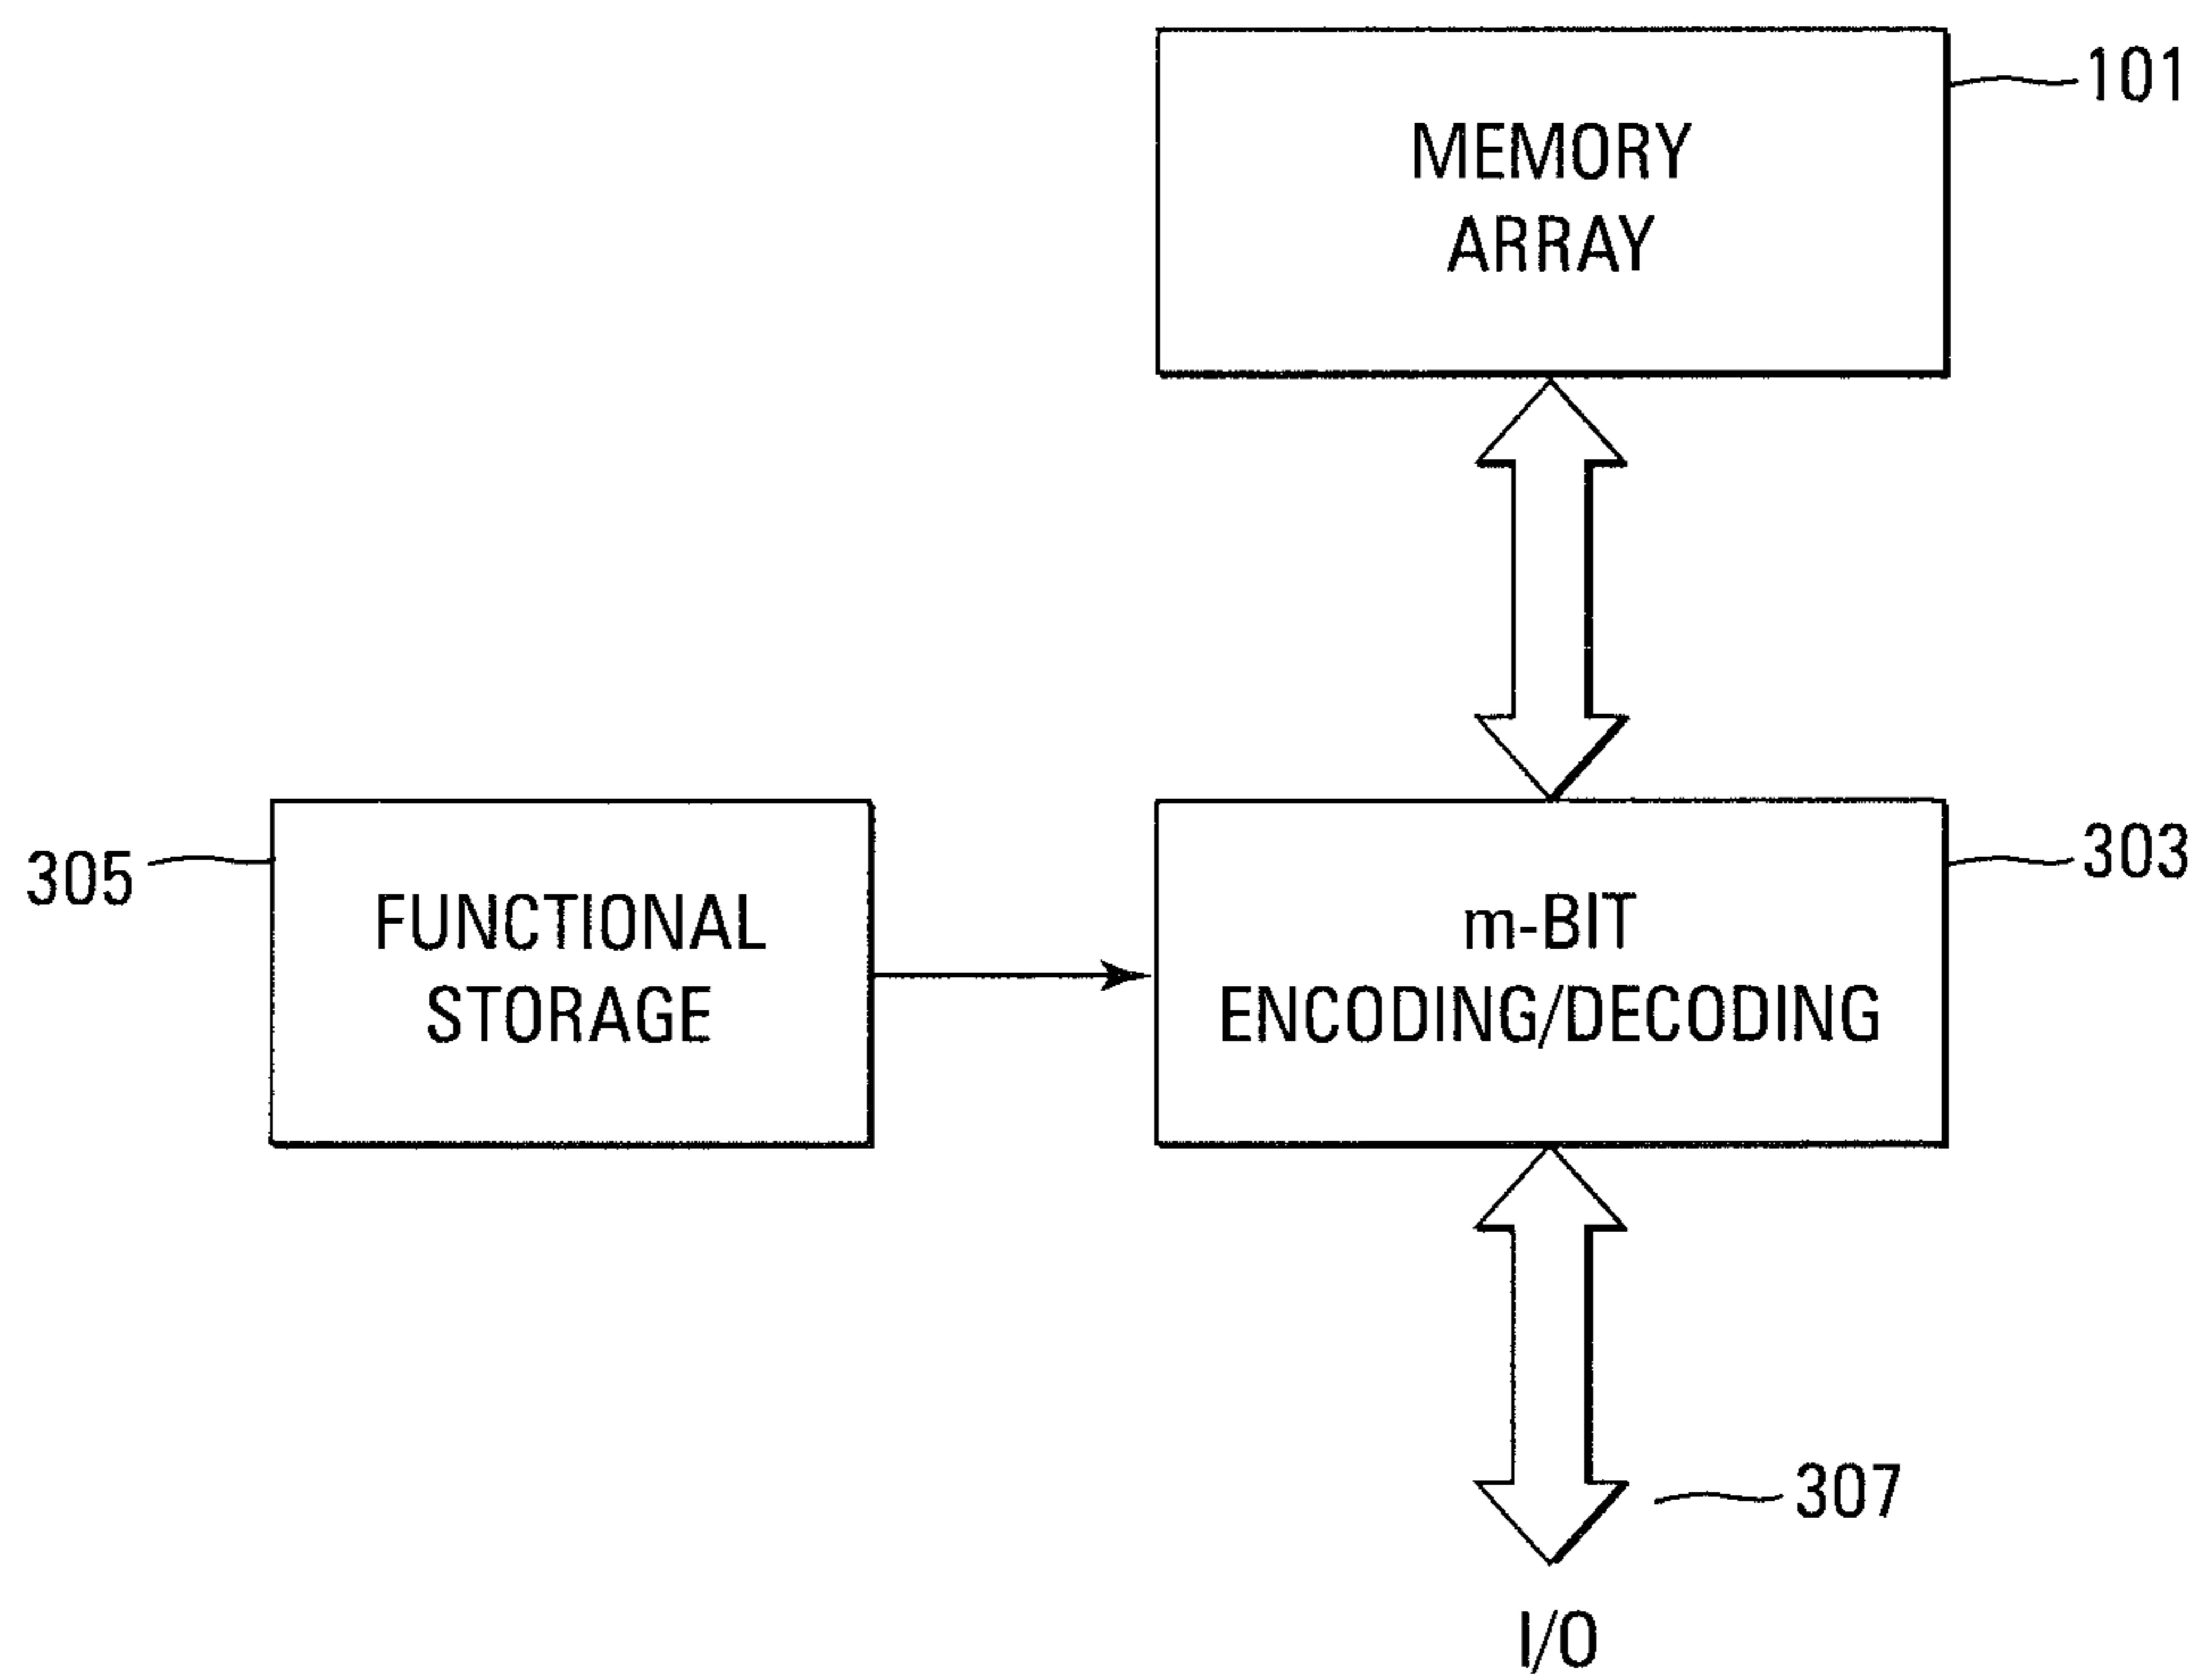 101
MEMORY
ARRAY
305
303
FUNCTIONAL
STORAGE
m-BIT
ENCODING/DECODING
307
I/O